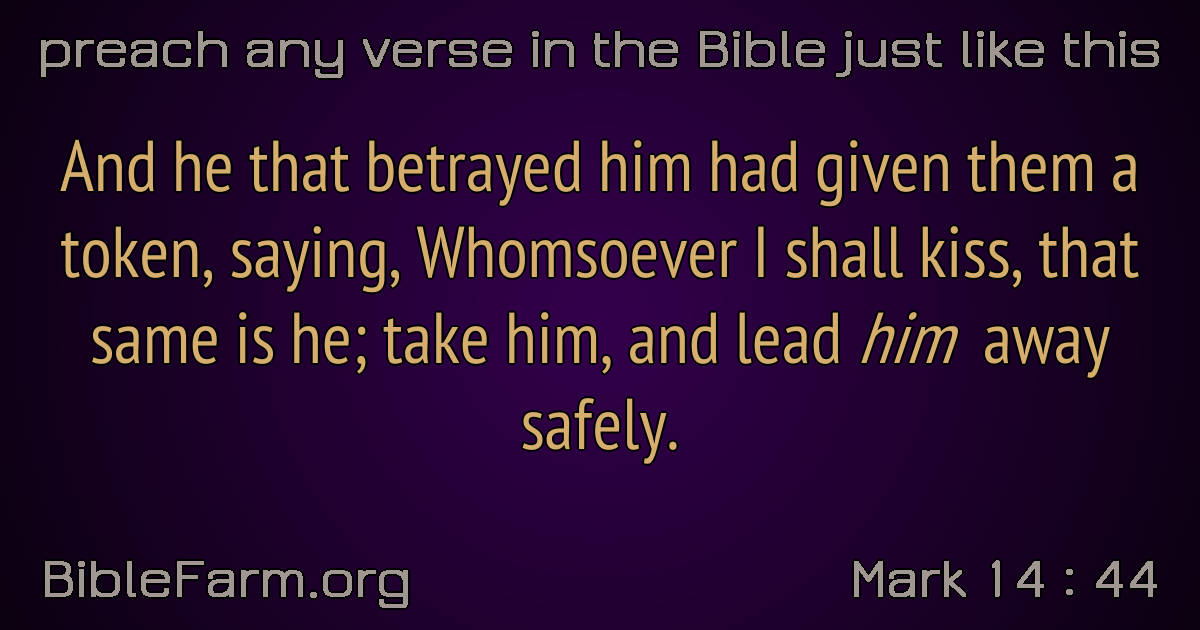 preach any verse in the Bible just like this
And he that betrayed him had given them a
token, saying, Whomsoever I shall kiss, that
same is he; take him, and lead him away
safely.
BibleFarm.org
Mark 14 : 44